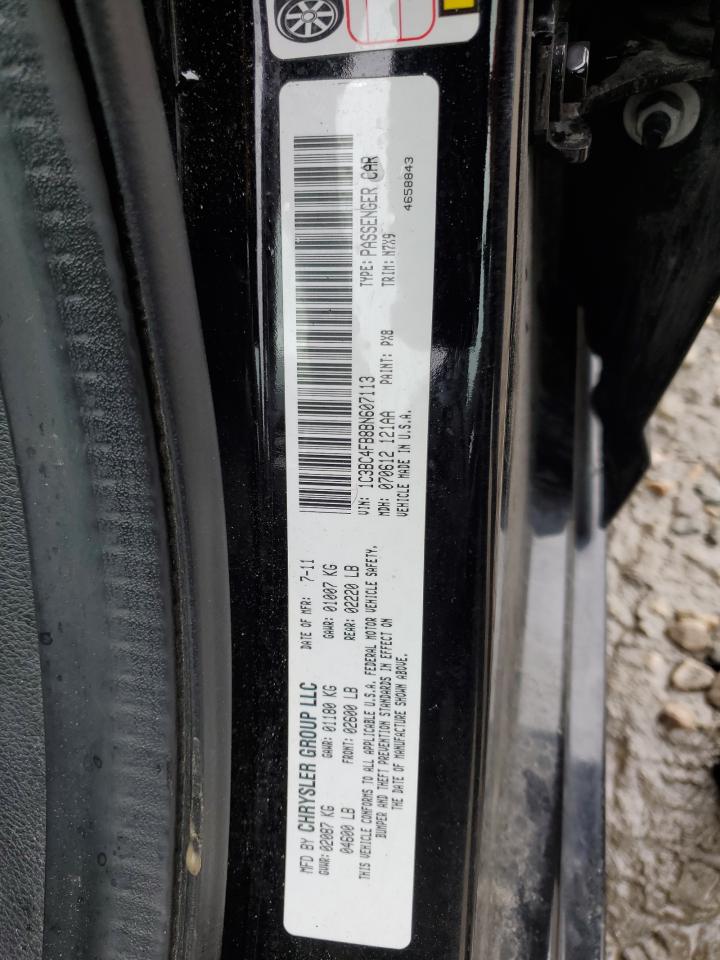 MFD BY CHRYSLER GROUP LLC DATE OF MFR: 7-11
GVWR: 02087 KG GAWR: 01180 KG GAWR: 01007 KG
04600 LB FRONT: 02600 LB REAR: 02220 LB
THIS VEHICLE CONFORMS TO ALL APPLICABLE U.S.A. FEDERAL MOTOR VEHICLE SAFETY,
BUMPER AND THEFT PREVENTION STANDARDS IN EFFECT ON
THE DATE OF MANUFACTURE SHOWN ABOVE.
VIN: 1C3BC4FB8BN607113 TYPE: PASSENGER CAR
MDH: 070612 121AA PAINT: PX8 TRIM: M7X9
VEHICLE MADE IN U.S.A.
4658843